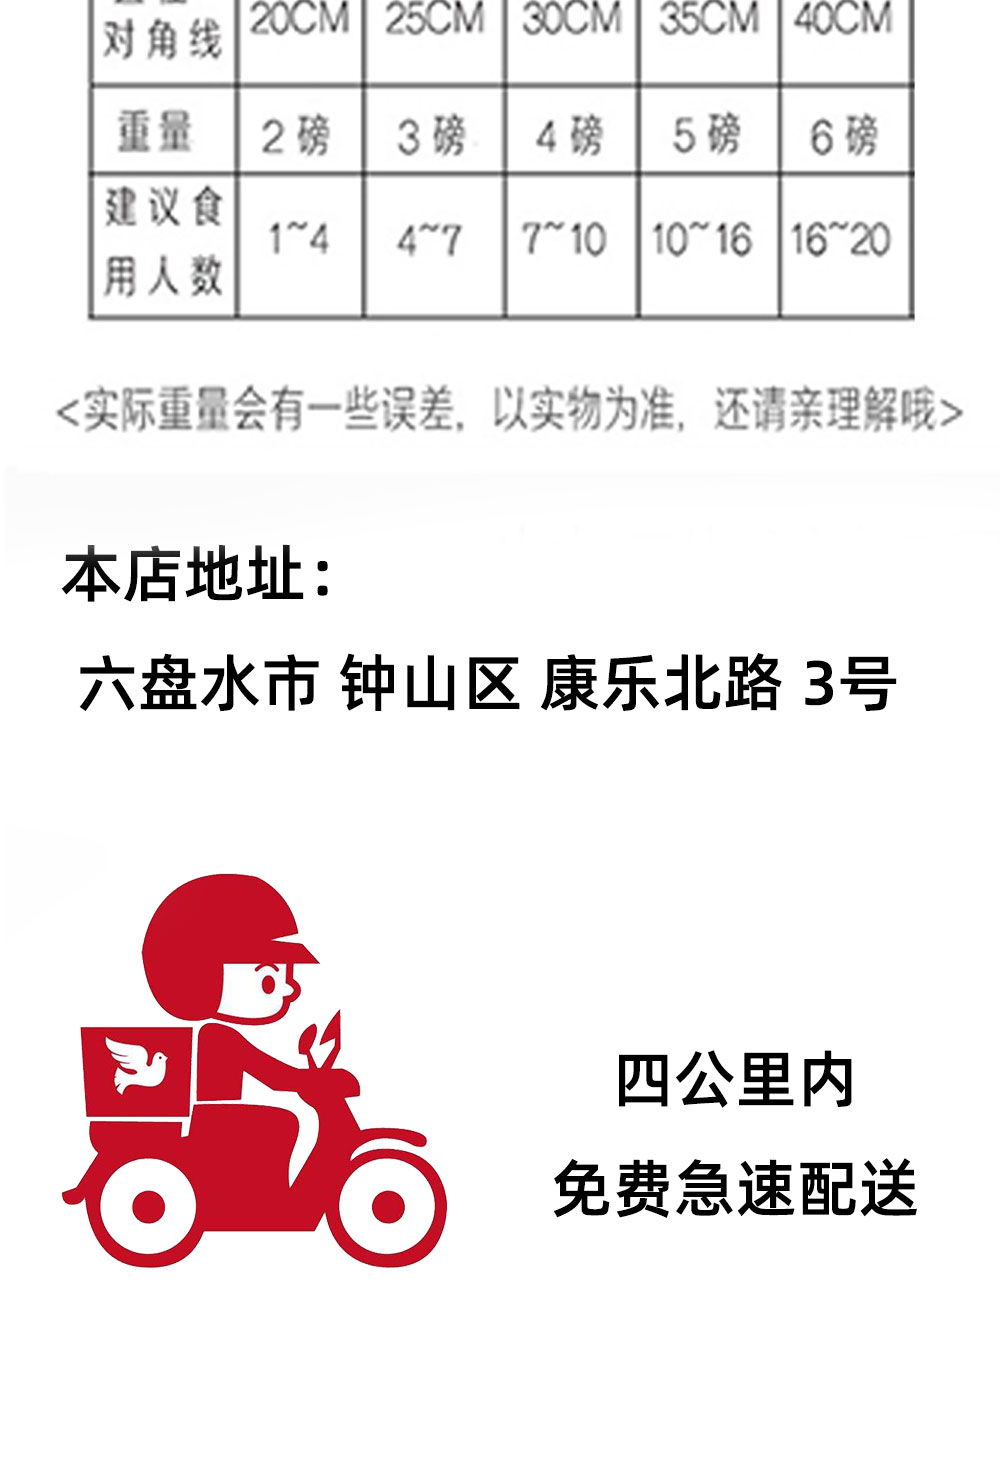 对角线 20CM 25CM 30CM 35CM 40CM
重量 2磅 3磅 4磅 5磅 6磅
建议食
用人数 1~4 4~7 7~10 10~16 16~20
<实际重量会有一些误差，以实物为准，还请亲理解哦>
本店地址：
六盘水市 钟山区 康乐北路 3号
四公里内
免费急速配送